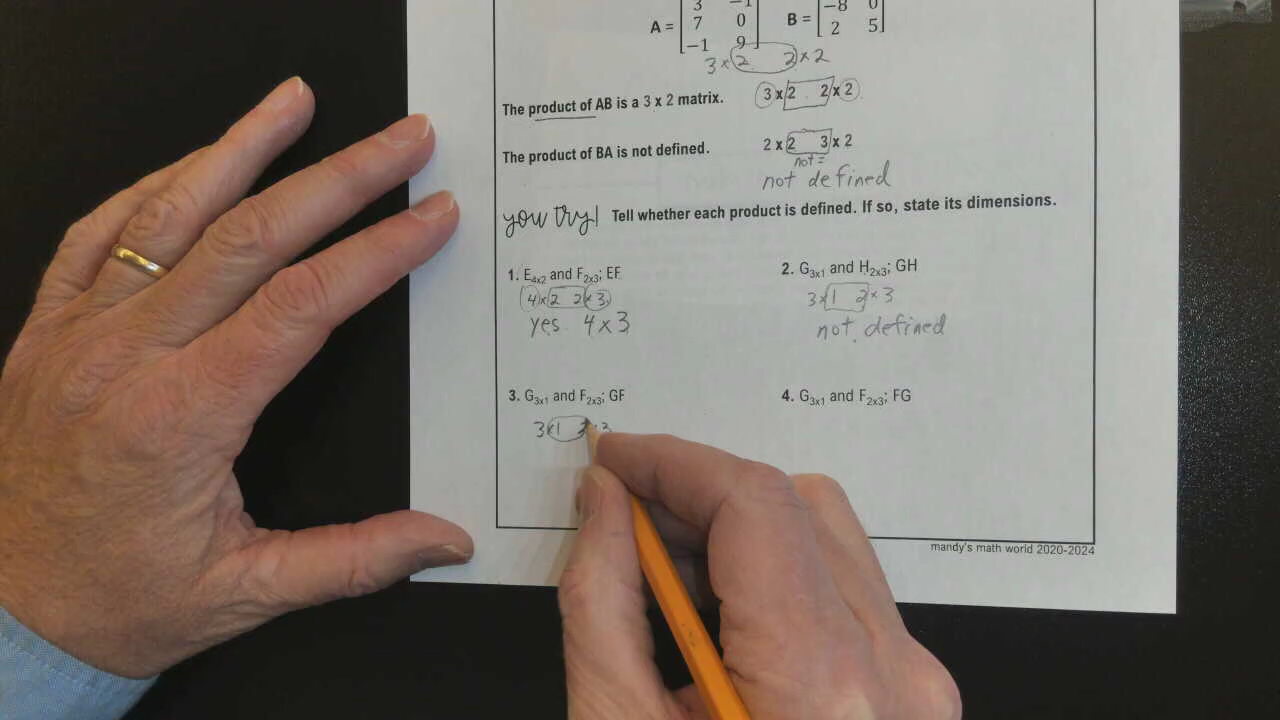 3 -1 -8 0
A = 7 0 B = 2 5
-1 9
3 x 2 2 x 2
The product of AB is a 3 x 2 matrix. 3 x 2 2 x 2
The product of BA is not defined. 2 x 2 3 x 2
not =
not defined
you try! Tell whether each product is defined. If so, state its dimensions.
1. E4x2 and F2x3; EF 2. G3x1 and H2x3; GH
4 x 2 2 x 3 3 x 1 2 x 3
yes. 4 x 3 not defined
3. G3x1 and F2x3; GF 4. G3x1 and F2x3; FG
3 x 1
mandy's math world 2020-2024